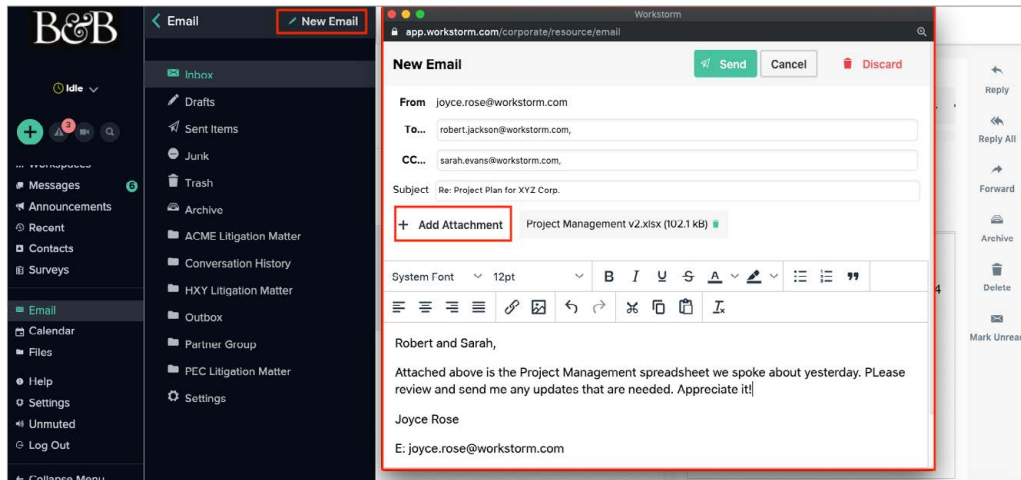 B&B
Idle
3
Workspaces
Messages 6
Announcements
Recent
Contacts
Surveys
Email
Calendar
Files
Help
Settings
Unmuted
Log Out
Collapse Menu
Email
New Email
Inbox
Drafts
Sent Items
Junk
Trash
Archive
ACME Litigation Matter
Conversation History
HXY Litigation Matter
Outbox
Partner Group
PEC Litigation Matter
Settings
Workstorm
app.workstorm.com/corporate/resource/email
New Email
Send Cancel Discard
From joyce.rose@workstorm.com
To... robert.jackson@workstorm.com,
CC... sarah.evans@workstorm.com,
Subject Re: Project Plan for XYZ Corp.
+ Add Attachment Project Management v2.xlsx (102.1 kB)
System Font 12pt B I U S A
Robert and Sarah,
Attached above is the Project Management spreadsheet we spoke about yesterday. PLease
review and send me any updates that are needed. Appreciate it!
Joyce Rose
E: joyce.rose@workstorm.com
Reply
Reply All
Forward
Archive
4
Delete
Mark Unread